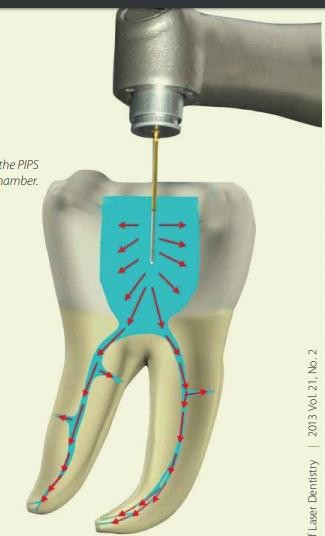 the PIPS
hamber.
f Laser Dentistry | 2013 Vol. 21, No. 2